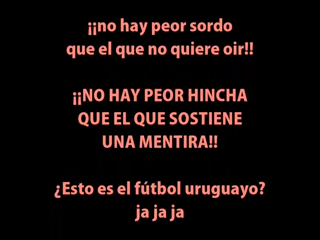 ¡¡no hay peor sordo
que el que no quiere oir!!
¡¡NO HAY PEOR HINCHA
QUE EL QUE SOSTIENE
UNA MENTIRA!!
¿Esto es el fútbol uruguayo?
ja ja ja